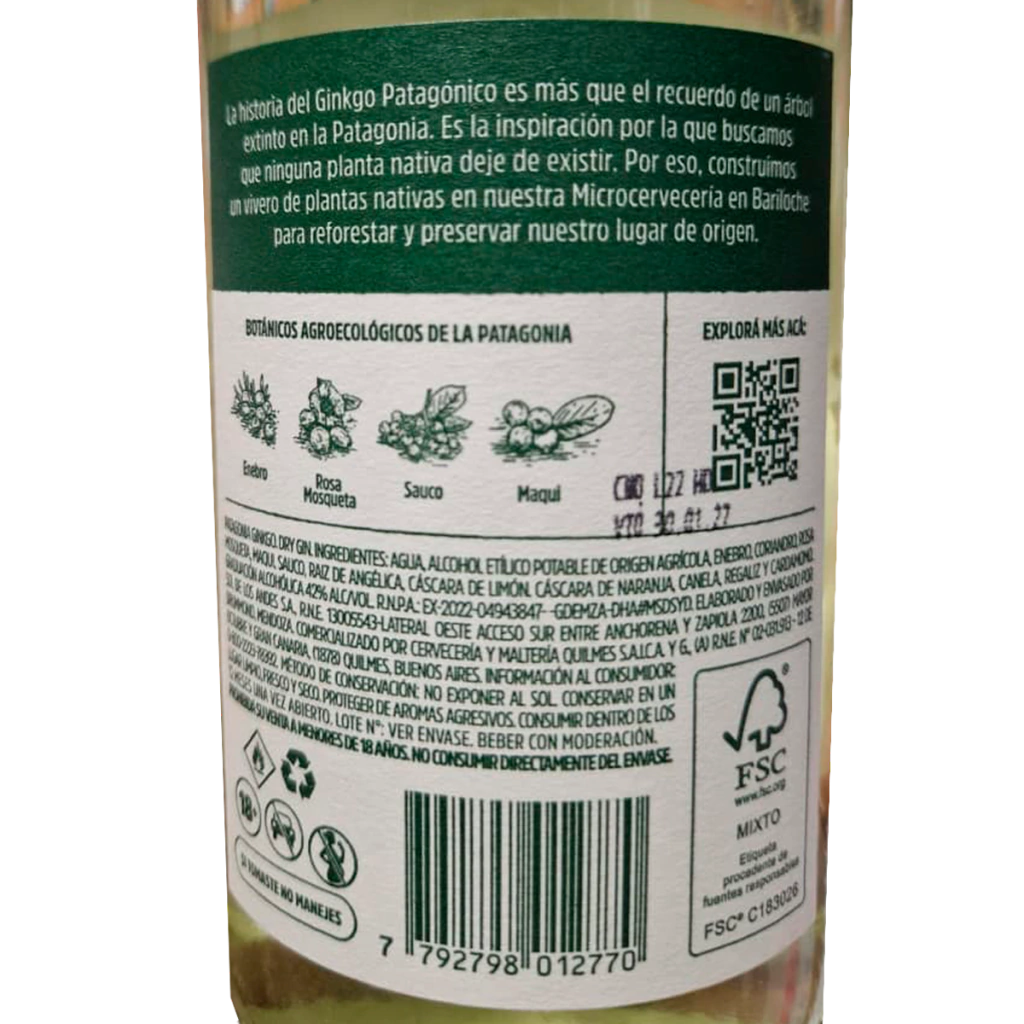 La historia del Ginkgo Patagónico es más que el recuerdo de un árbol
extinto en la Patagonia. Es la inspiración por la que buscamos
que ninguna planta nativa deje de existir. Por eso, construimos
un vivero de plantas nativas en nuestra Microcervecería en Bariloche
para reforestar y preservar nuestro lugar de origen.
BOTÁNICOS AGROECOLÓGICOS DE LA PATAGONIA
EXPLORÁ MÁS ACÁ:
Enebro
Rosa
Mosqueta
Sauco
Maqui
L22
VTO 30.01.27
PATAGONIA GINKGO. DRY GIN. INGREDIENTES: AGUA, ALCOHOL ETÍLICO POTABLE DE ORIGEN AGRÍCOLA, ENEBRO, CORIANDRO, ROSA
MOSQUETA, MAQUI, SAUCO, RAIZ DE ANGÉLICA, CÁSCARA DE LIMÓN, CÁSCARA DE NARANJA, CANELA, REGALIZ Y CARDAMOMO.
GRADUACIÓN ALCOHÓLICA 42% ALC/VOL. R.N.P.A.: EX-2022-04943847- -GDEMZA-DHA#MSDSYD. ELABORADO Y ENVASADO POR
SOL DE LOS ANDES S.A., R.N.E. 13005543-LATERAL OESTE ACCESO SUR ENTRE ANCHORENA Y ZAPIOLA 2200, (5507) MAYOR
DRUMMOND, MENDOZA. COMERCIALIZADO POR CERVECERÍA Y MALTERÍA QUILMES S.A.I.C.A. Y G., (A) R.N.E. N° 02-031.913 - 12 DE
OCTUBRE Y GRAN CANARIA, (1878) QUILMES, BUENOS AIRES. INFORMACIÓN AL CONSUMIDOR:
MÉTODO DE CONSERVACIÓN: NO EXPONER AL SOL. CONSERVAR EN UN
LUGAR LIMPIO, FRESCO Y SECO. PROTEGER DE AROMAS AGRESIVOS. CONSUMIR DENTRO DE LOS
MESES UNA VEZ ABIERTO. LOTE N°: VER ENVASE. BEBER CON MODERACIÓN.
PROHIBIDA SU VENTA A MENORES DE 18 AÑOS. NO CONSUMIR DIRECTAMENTE DEL ENVASE.
18+
SI TOMASTE NO MANEJES
7 792798 012770
®
FSC
www.fsc.org
MIXTO
Etiqueta
procedente de
fuentes responsables
FSC® C183026